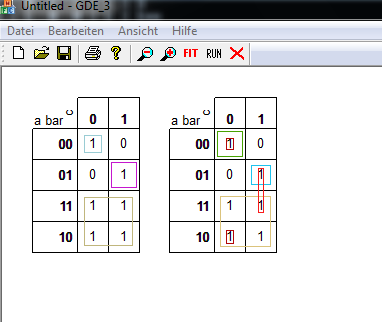 Untitled - GDE_3
Datei Bearbeiten Ansicht Hilfe
FIT RUN
a bar c 0 1 a bar c 0 1
00 1 0 00 1 0
01 0 1 01 0 1
11 1 1 11 1 1
10 1 1 10 1 1